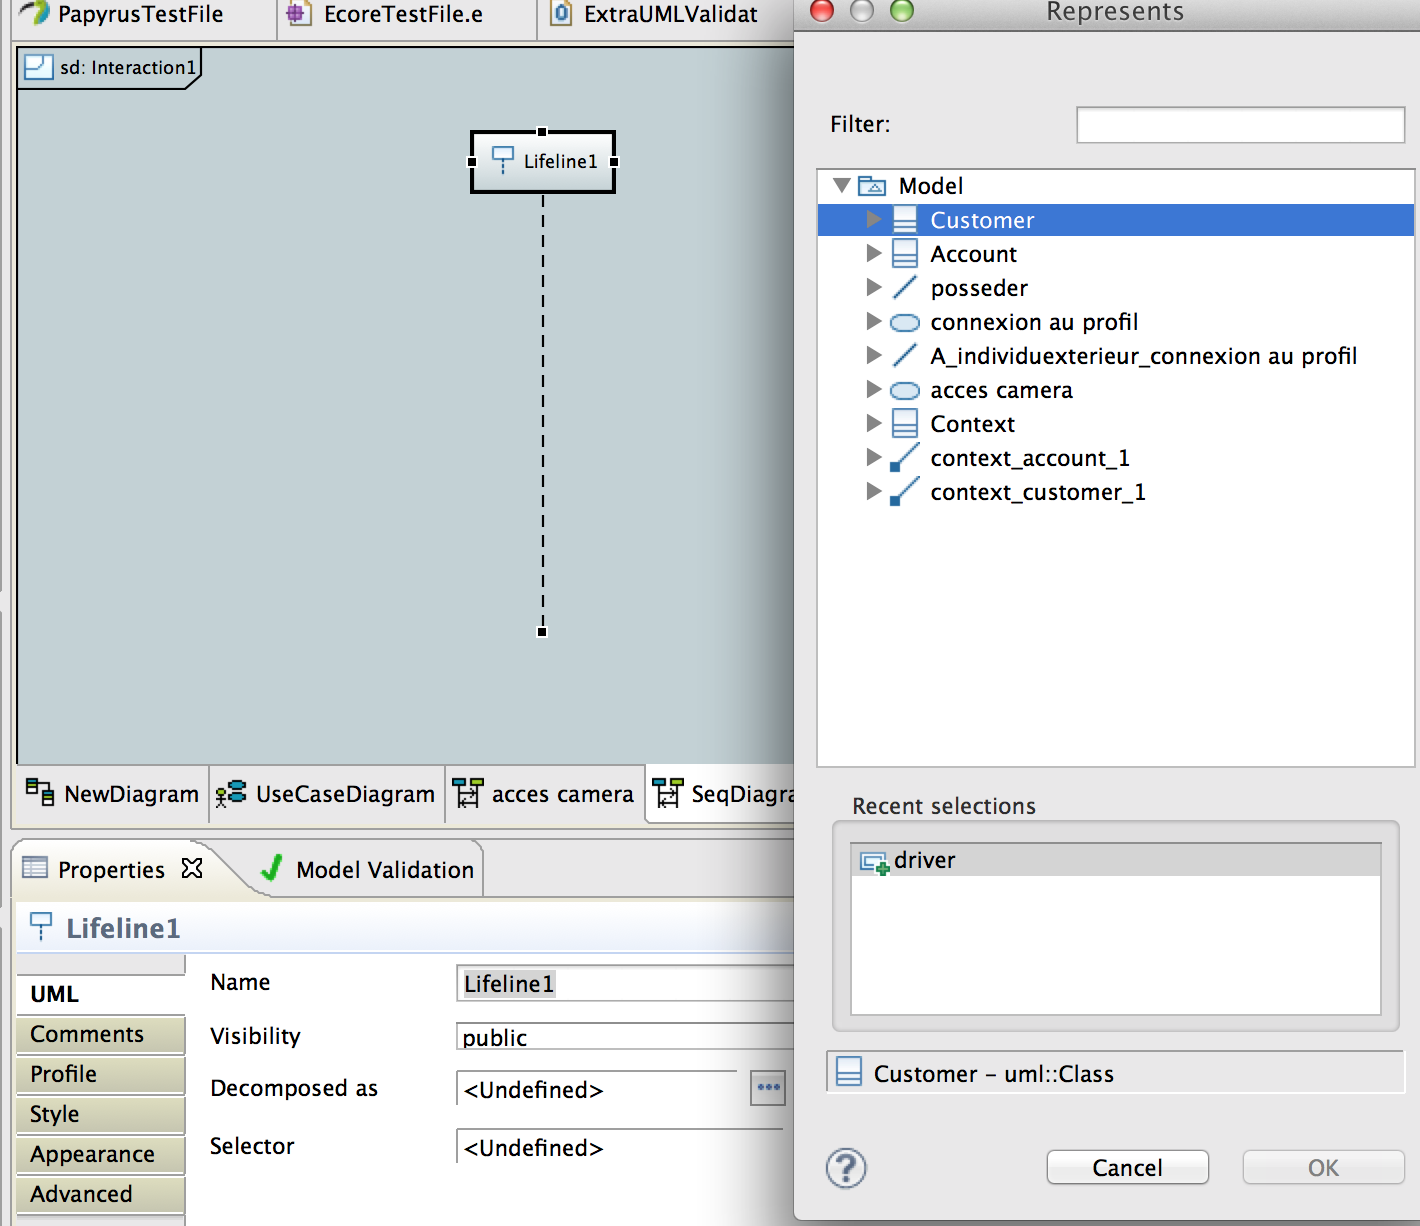 PapyrusTestFile
EcoreTestFile.e
ExtraUMLValidat
sd: Interaction1
Lifeline1
NewDiagram
UseCaseDiagram
acces camera
SeqDiagra
Properties
Model Validation
Lifeline1
UML
Comments
Profile
Style
Appearance
Advanced
Name
Lifeline1
Visibility
public
Decomposed as
<Undefined>
Selector
<Undefined>
Represents
Filter:
Model
Customer
Account
posseder
connexion au profil
A_individuexterieur_connexion au profil
acces camera
Context
context_account_1
context_customer_1
Recent selections
driver
Customer – uml::Class
Cancel
OK